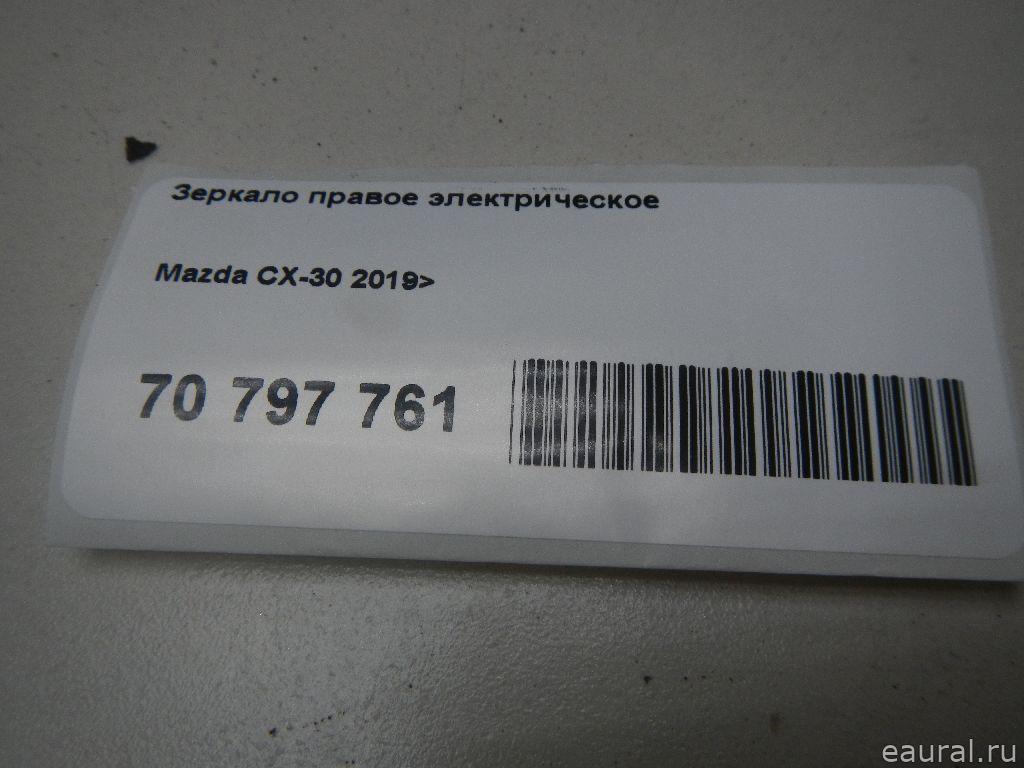 Зеркало правое электрическое
Mazda CX-30 2019>
70 797 761
eaural.ru